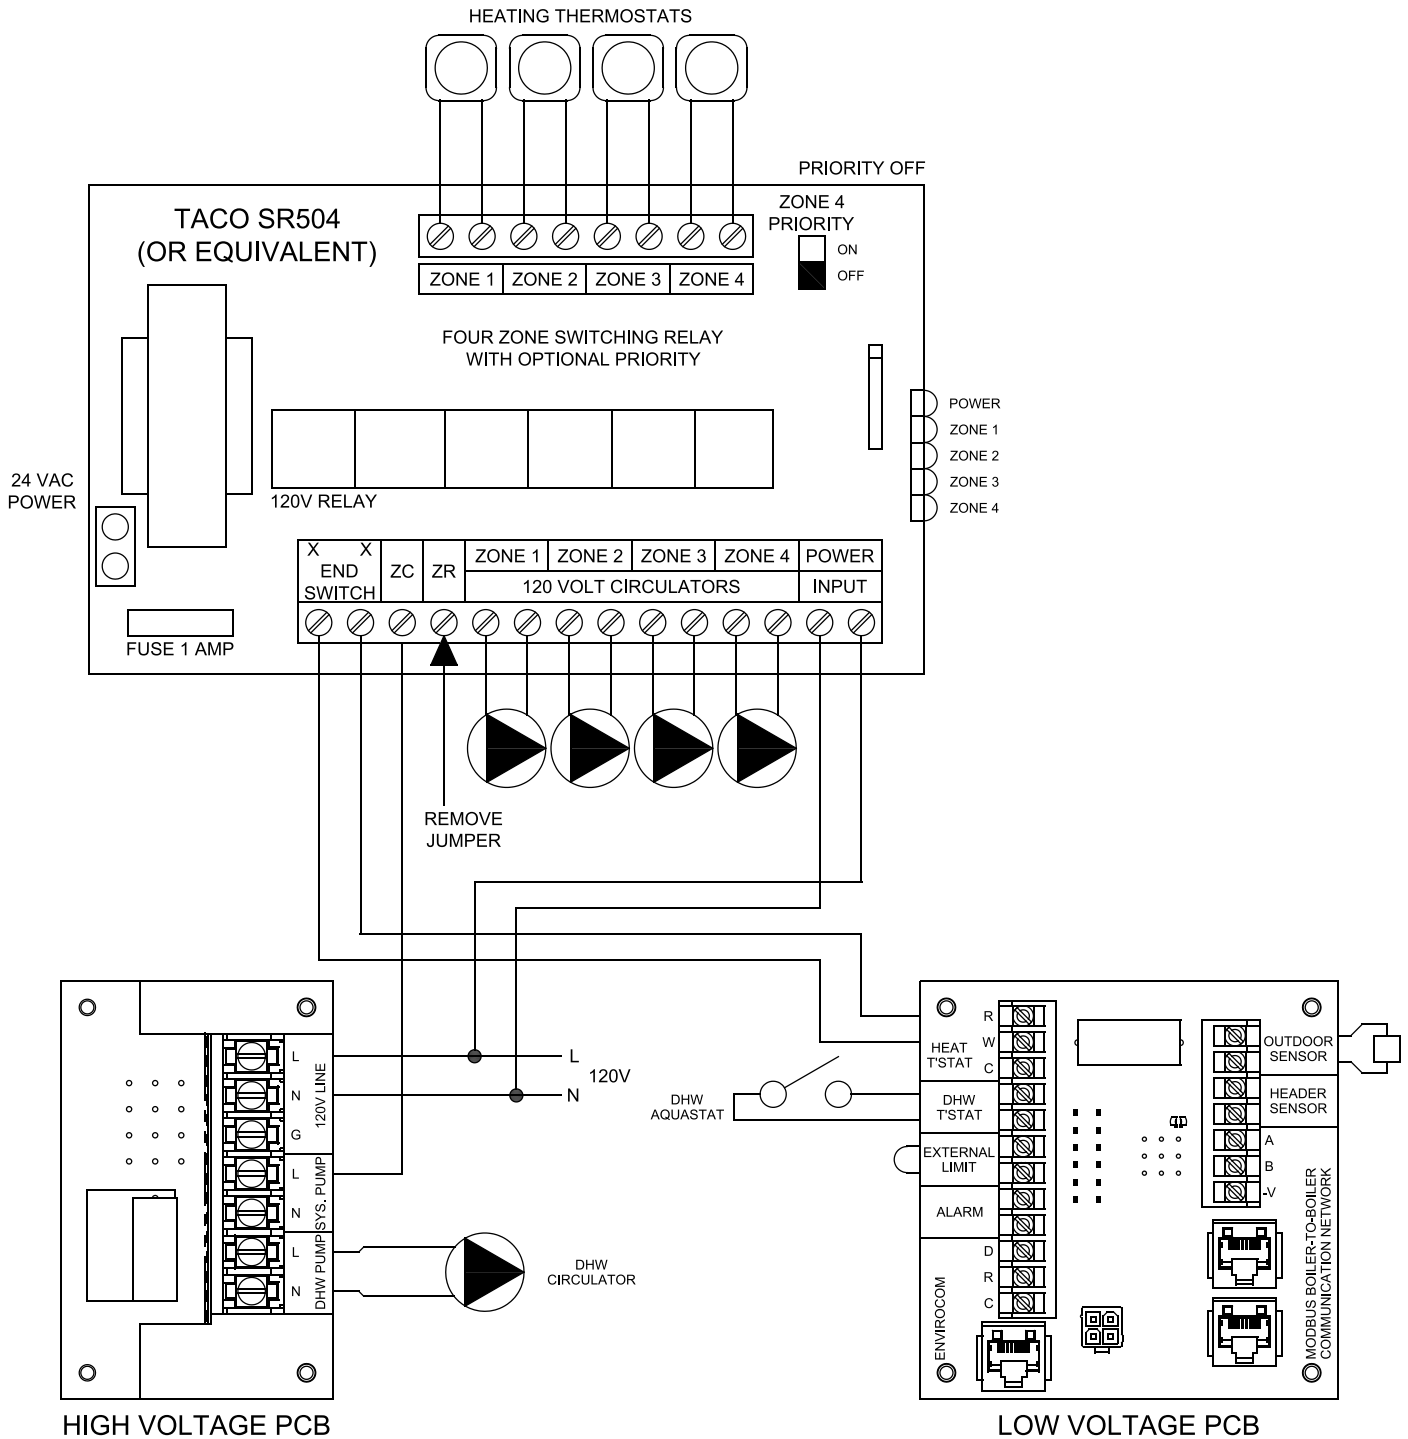 HEATING THERMOSTATS
PRIORITY OFF
TACO SR504
(OR EQUIVALENT)
ZONE 4
PRIORITY
ON
OFF
ZONE 1 ZONE 2 ZONE 3 ZONE 4
FOUR ZONE SWITCHING RELAY
WITH OPTIONAL PRIORITY
POWER
ZONE 1
ZONE 2
ZONE 3
ZONE 4
24 VAC
POWER
120V RELAY
X X
END
SWITCH
ZC
ZR
ZONE 1 ZONE 2 ZONE 3 ZONE 4 POWER
120 VOLT CIRCULATORS INPUT
FUSE 1 AMP
REMOVE
JUMPER
L
N
G
120V LINE
L
N
SYS. PUMP
L
N
DHW PUMP
L
120V
N
DHW
CIRCULATOR
HIGH VOLTAGE PCB
DHW
AQUASTAT
R
W
C
HEAT
T'STAT
DHW
T'STAT
EXTERNAL
LIMIT
ALARM
D
R
C
ENVIROCOM
OUTDOOR
SENSOR
HEADER
SENSOR
A
B
-V
MODBUS BOILER-TO-BOILER
COMMUNICATION NETWORK
LOW VOLTAGE PCB